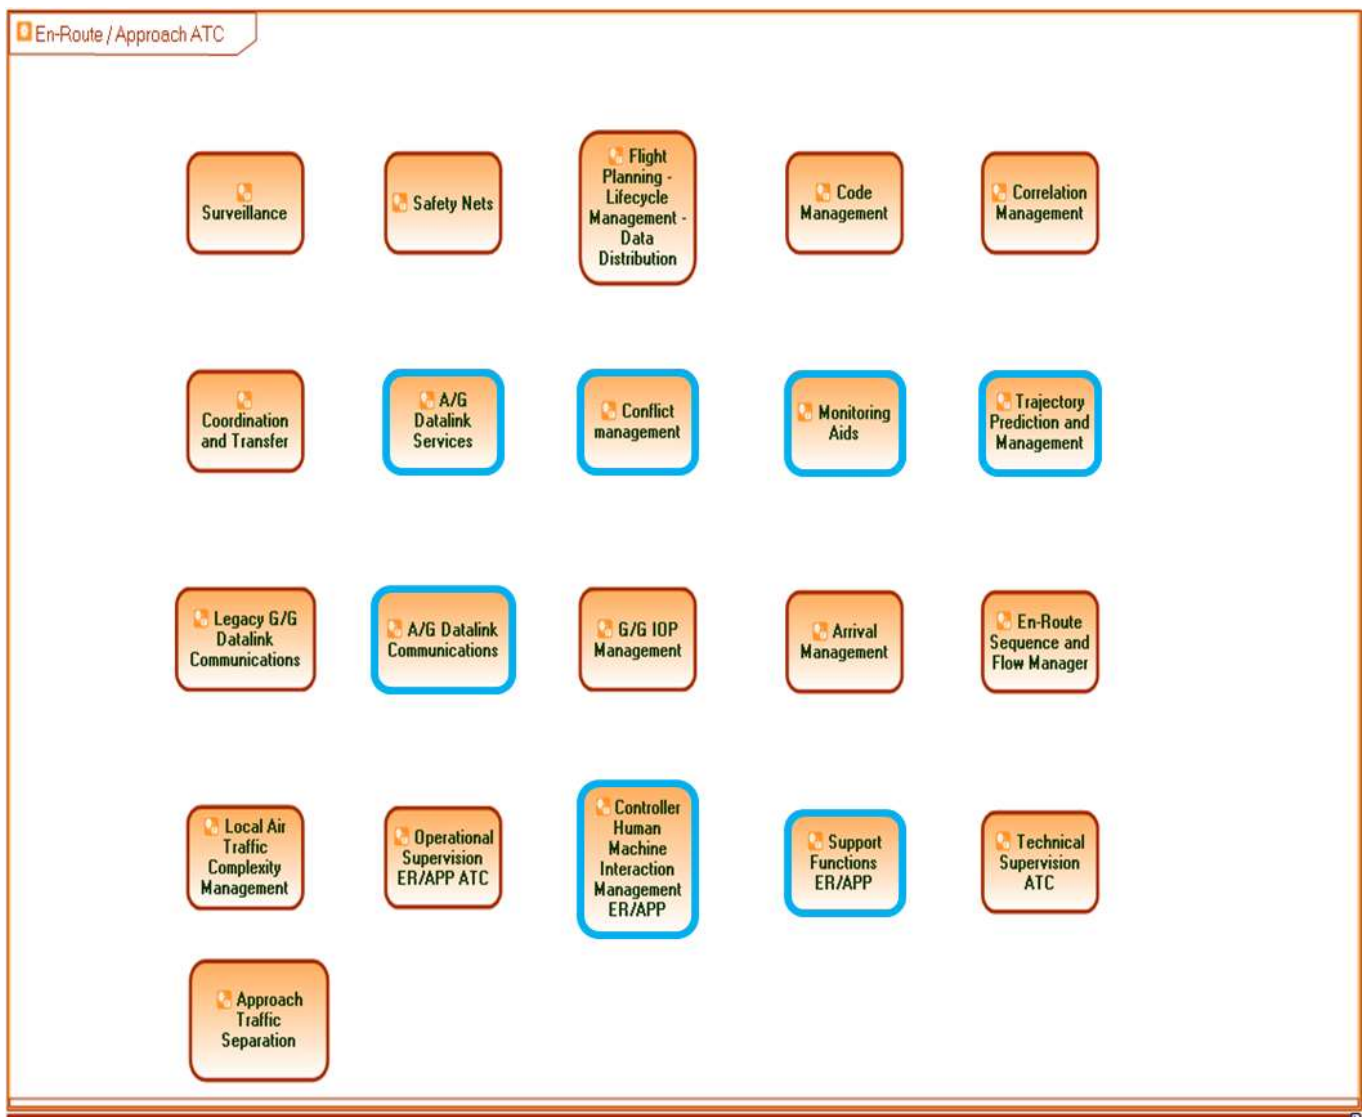 En-Route / Approach ATC
Surveillance
Safety Nets
Flight
Planning -
Lifecycle
Management -
Data
Distribution
Code
Management
Correlation
Management
Coordination
and Transfer
A/G
Datalink
Services
Conflict
management
Monitoring
Aids
Trajectory
Prediction and
Management
Legacy G/G
Datalink
Communications
A/G Datalink
Communications
G/G IOP
Management
Arrival
Management
En-Route
Sequence and
Flow Manager
Local Air
Traffic
Complexity
Management
Operational
Supervision
ER/APP ATC
Controller
Human
Machine
Interaction
Management
ER/APP
Support
Functions
ER/APP
Technical
Supervision
ATC
Approach
Traffic
Separation